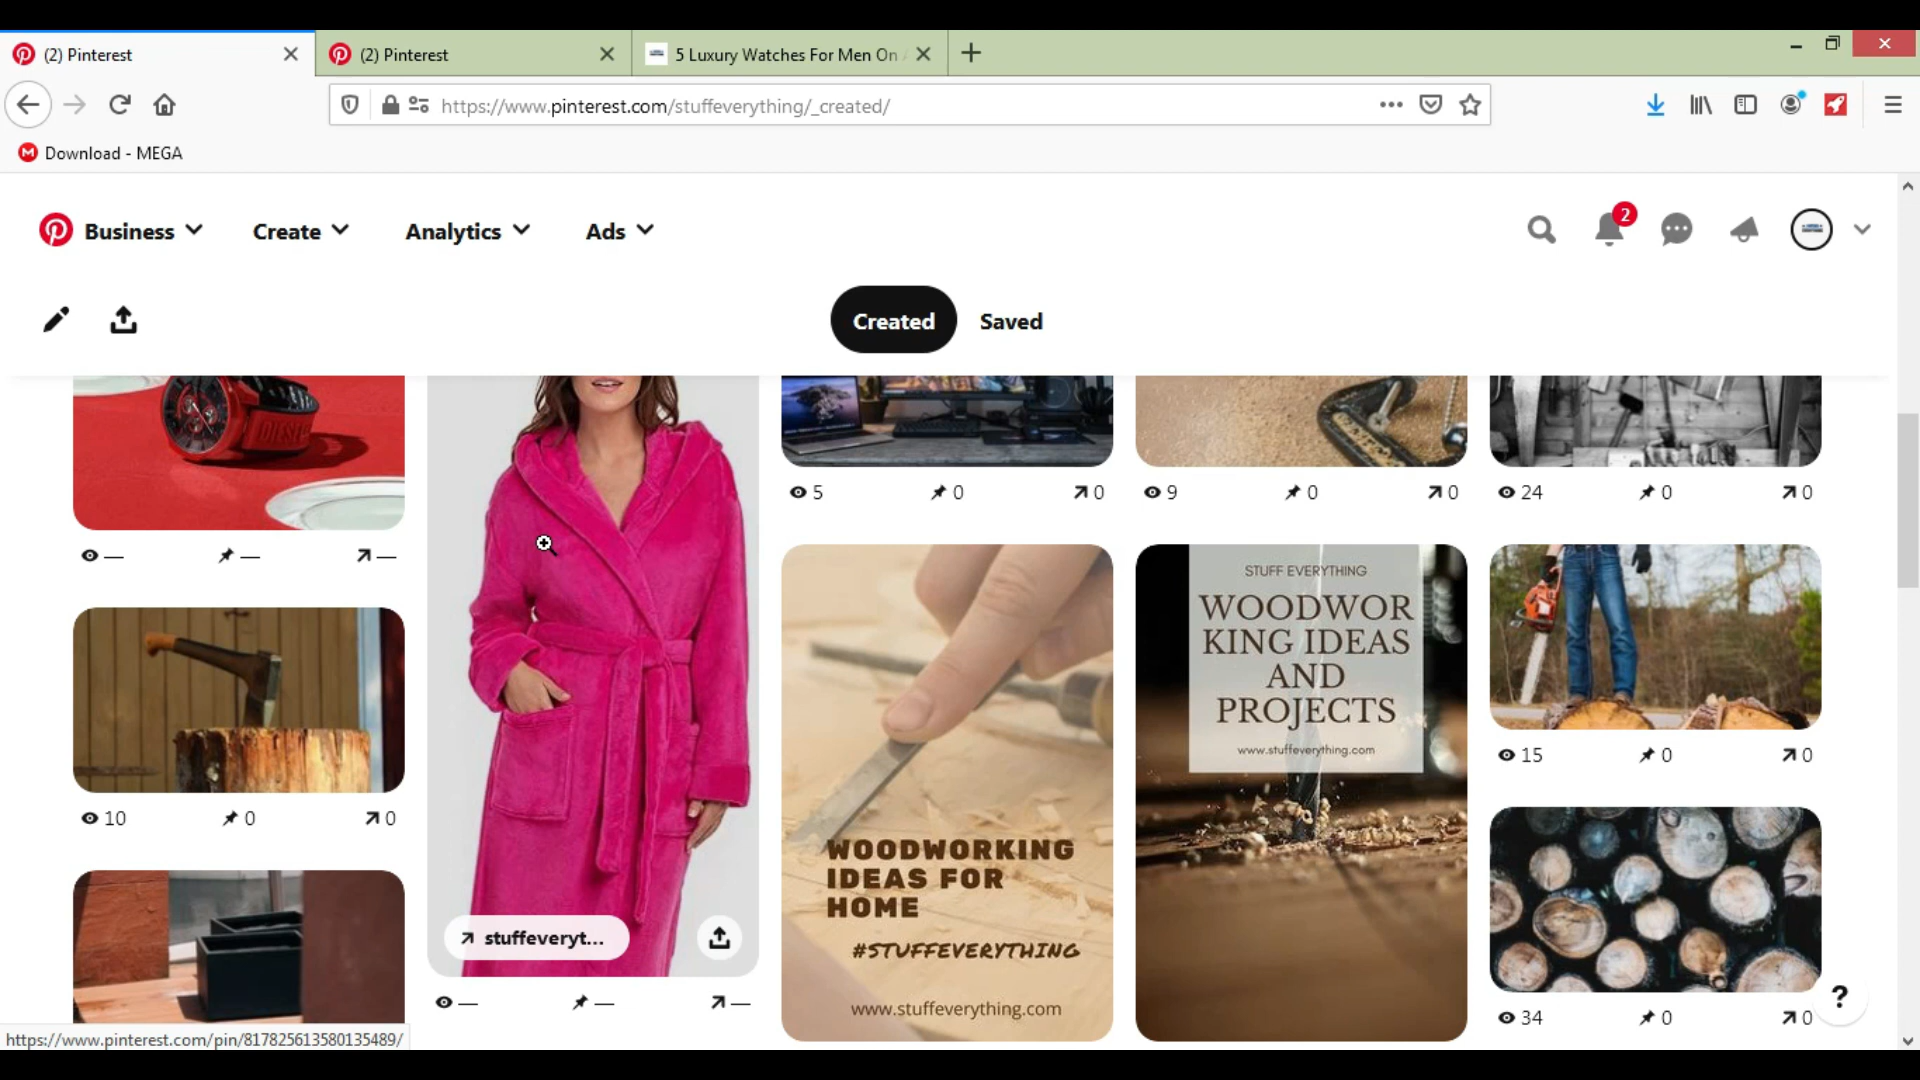 (2) Pinterest
(2) Pinterest
5 Luxury Watches For Men On
https://www.pinterest.com/stuffeverything/_created/
Download - MEGA
Business
Create
Analytics
Ads
2
Created
Saved
DIESEL
5 0 0
9 0 0
24 0 0
— — —
STUFF EVERYTHING
WOODWOR
KING IDEAS
AND
PROJECTS
www.stuffeverything.com
15 0 0
10 0 0
WOODWORKING
IDEAS FOR
HOME
#STUFFEVERYTHING
www.stuffeverything.com
stuffeveryt...
— — —
34 0 0
?
https://www.pinterest.com/pin/817825613580135489/